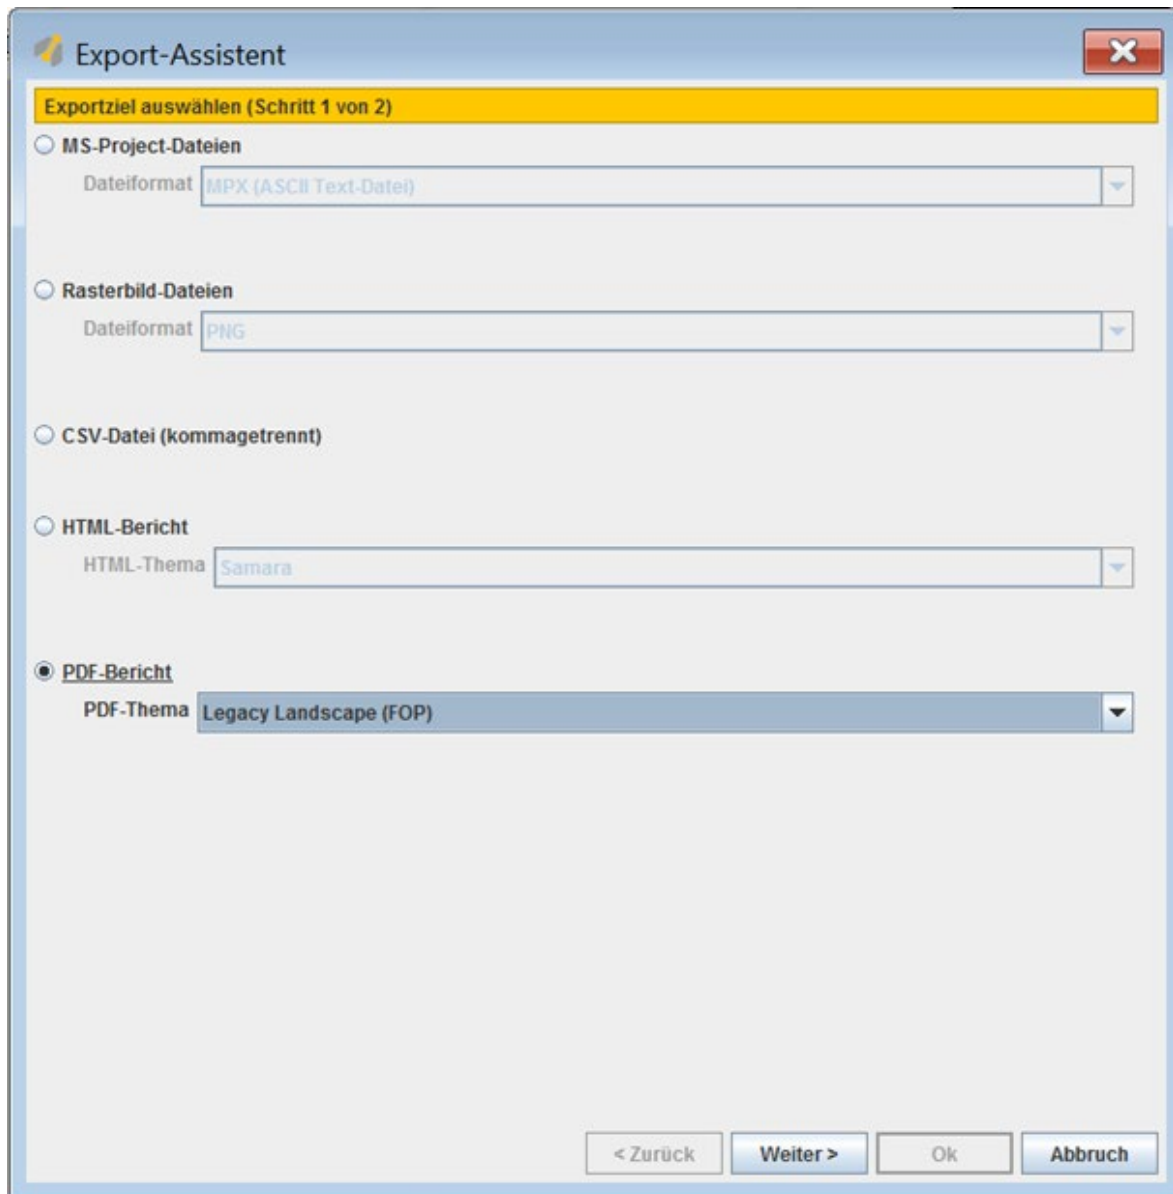 Export-Assistent
Exportziel auswählen (Schritt 1 von 2)
MS-Project-Dateien
Dateiformat MPX (ASCII Text-Datei)
Rasterbild-Dateien
Dateiformat PNG
CSV-Datei (kommagetrennt)
HTML-Bericht
HTML-Thema Samara
PDF-Bericht
PDF-Thema Legacy Landscape (FOP)
< Zurück Weiter > Ok Abbruch